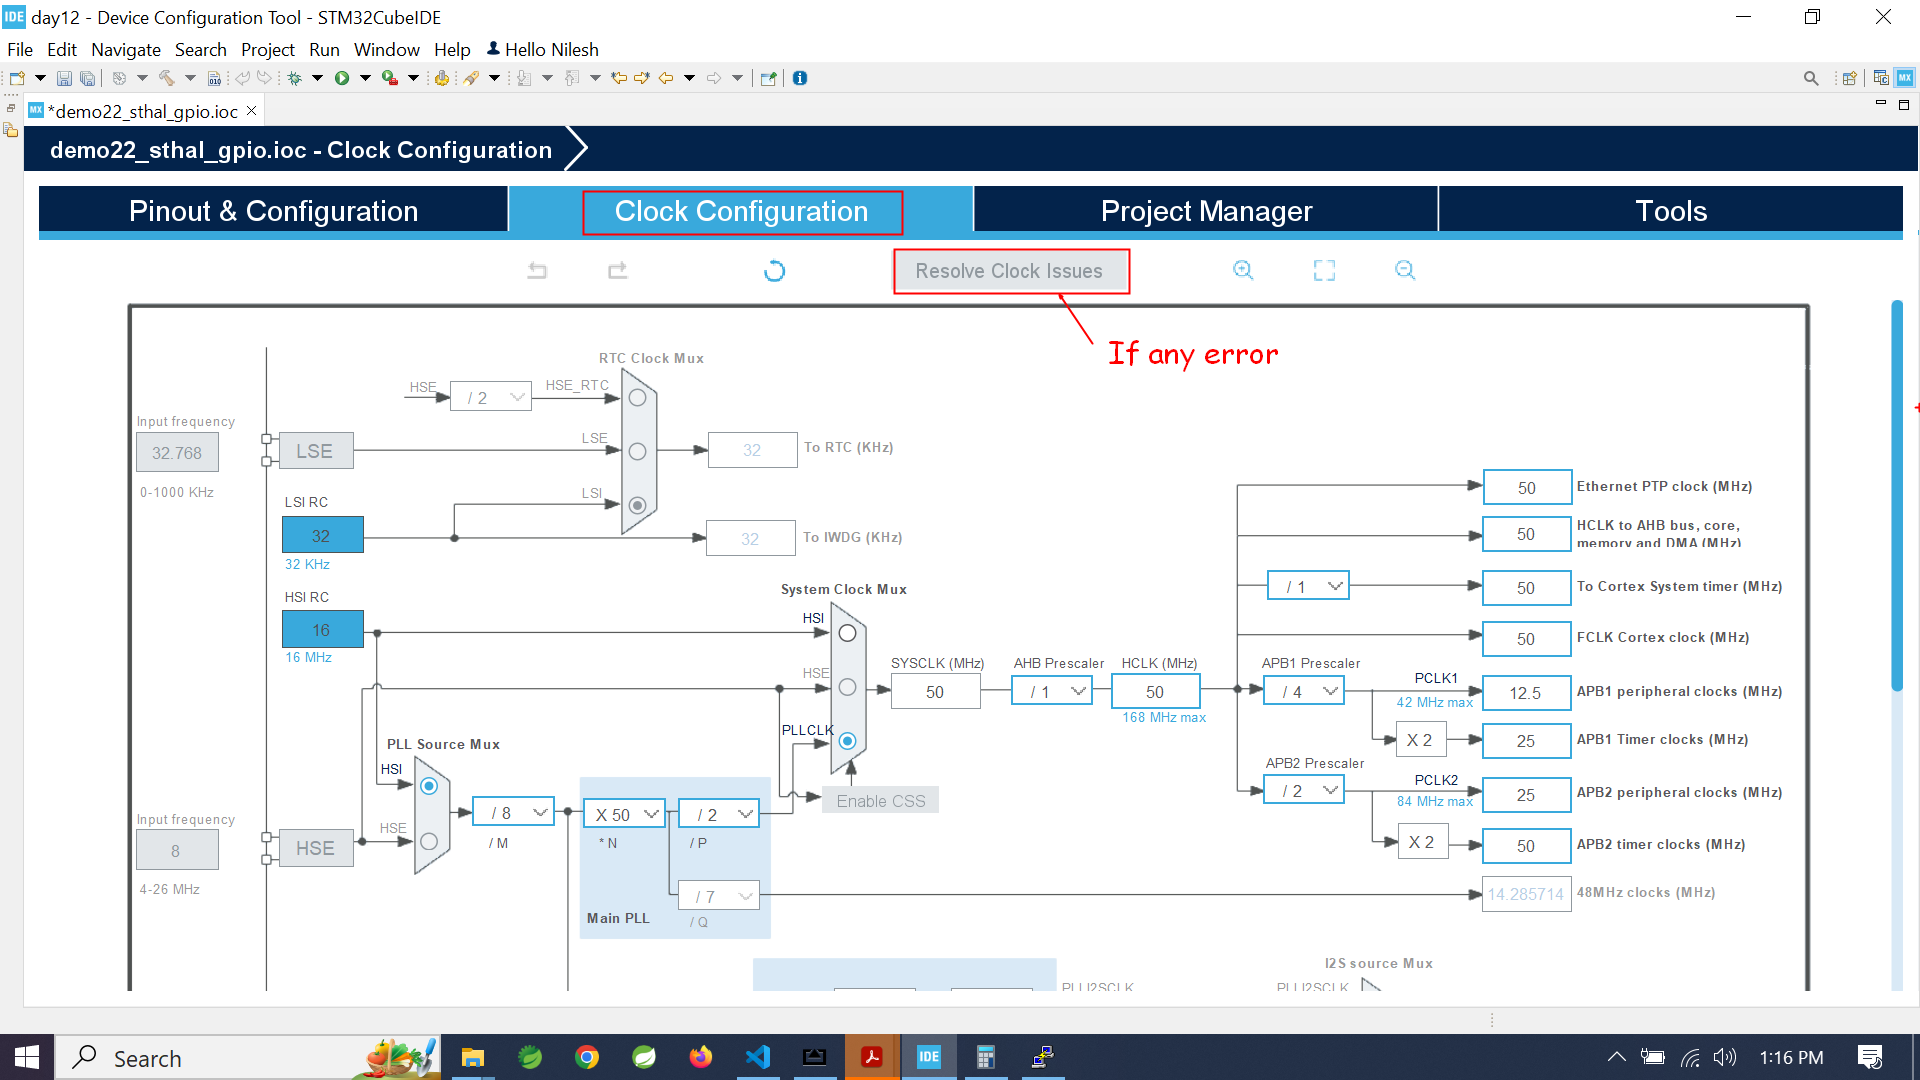 IDE day12 - Device Configuration Tool - STM32CubeIDE
File Edit Navigate Search Project Run Window Help Hello Nilesh
010
MX
MX *demo22_sthal_gpio.ioc
demo22_sthal_gpio.ioc - Clock Configuration
Pinout & Configuration Clock Configuration Project Manager Tools
Resolve Clock Issues
If any error
RTC Clock Mux
HSE / 2 HSE_RTC
Input frequency
32.768
LSE
LSE
32 To RTC (KHz)
0-1000 KHz
LSI
LSI RC
32
32 KHz
32 To IWDG (KHz)
50 Ethernet PTP clock (MHz)
50 HCLK to AHB bus, core,
memory and DMA (MHz)
/ 1 50 To Cortex System timer (MHz)
HSI RC
16
16 MHz
System Clock Mux
HSI
HSE
PLLCLK
50 FCLK Cortex clock (MHz)
SYSCLK (MHz) AHB Prescaler HCLK (MHz) APB1 Prescaler
50 / 1 50 / 4
168 MHz max
PCLK1
42 MHz max
12.5 APB1 peripheral clocks (MHz)
X 2 25 APB1 Timer clocks (MHz)
PLL Source Mux
HSI
HSE
APB2 Prescaler
/ 2
PCLK2
84 MHz max
25 APB2 peripheral clocks (MHz)
X 2 50 APB2 timer clocks (MHz)
Enable CSS
Input frequency
8
HSE
4-26 MHz
/ 8
/ M
X 50
* N
/ 2
/ P
/ 7
/ Q
Main PLL
14.285714 48MHz clocks (MHz)
I2S source Mux
PLLI2SCLK PLLI2SCLK
Search IDE 1:16 PM